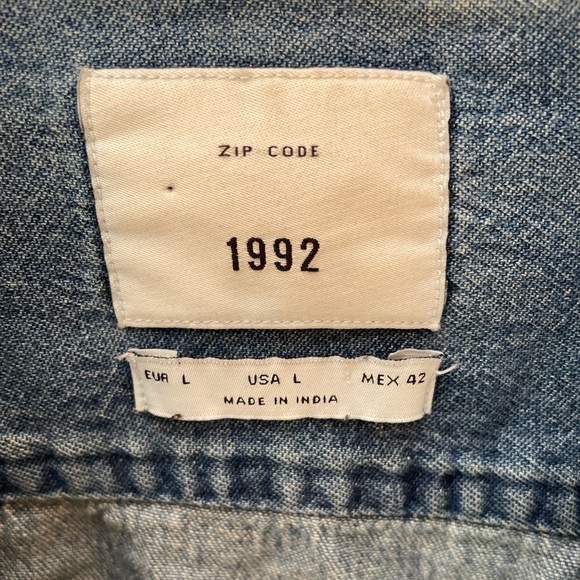 ZIP CODE
1992
EUR L USA L MEX 42
MADE IN INDIA